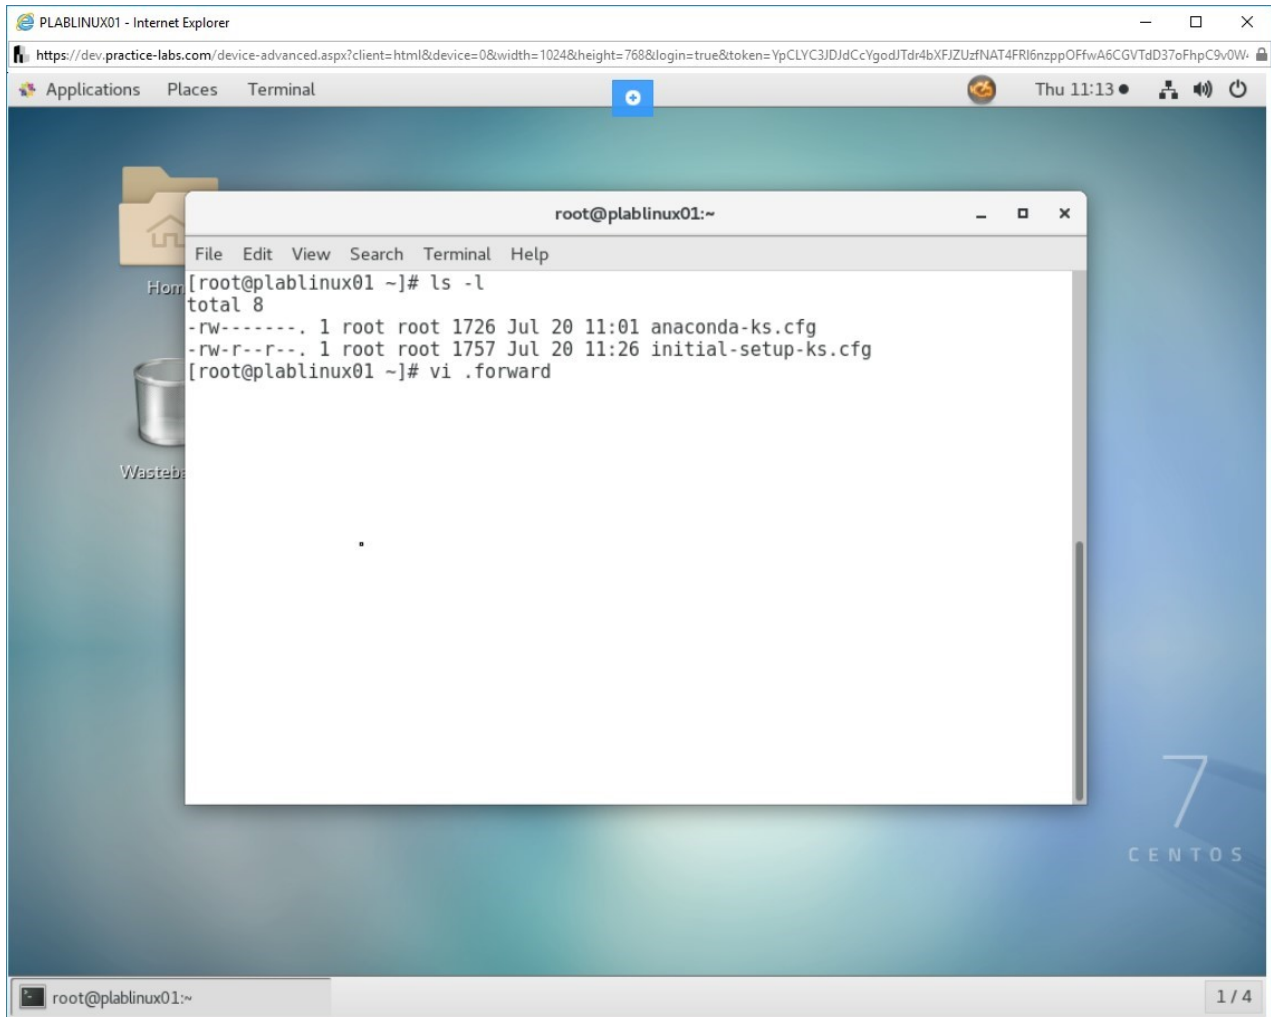 PLABLINUX01 - Internet Explorer
https://dev.practice-labs.com/device-advanced.aspx?client=html&device=0&width=1024&height=768&login=true&token=YpCLYC3JDJdCcYgodJTdr4bXFJZUzfNAT4FRI6nzppOFfwA6CGVTdD37oFhpC9v0W
Applications Places Terminal Thu 11:13
Home
Wasteb
root@plablinux01:~
File Edit View Search Terminal Help
[root@plablinux01 ~]# ls -l
total 8
-rw-------. 1 root root 1726 Jul 20 11:01 anaconda-ks.cfg
-rw-r--r--. 1 root root 1757 Jul 20 11:26 initial-setup-ks.cfg
[root@plablinux01 ~]# vi .forward
7
CENTOS
root@plablinux01:~ 1 / 4